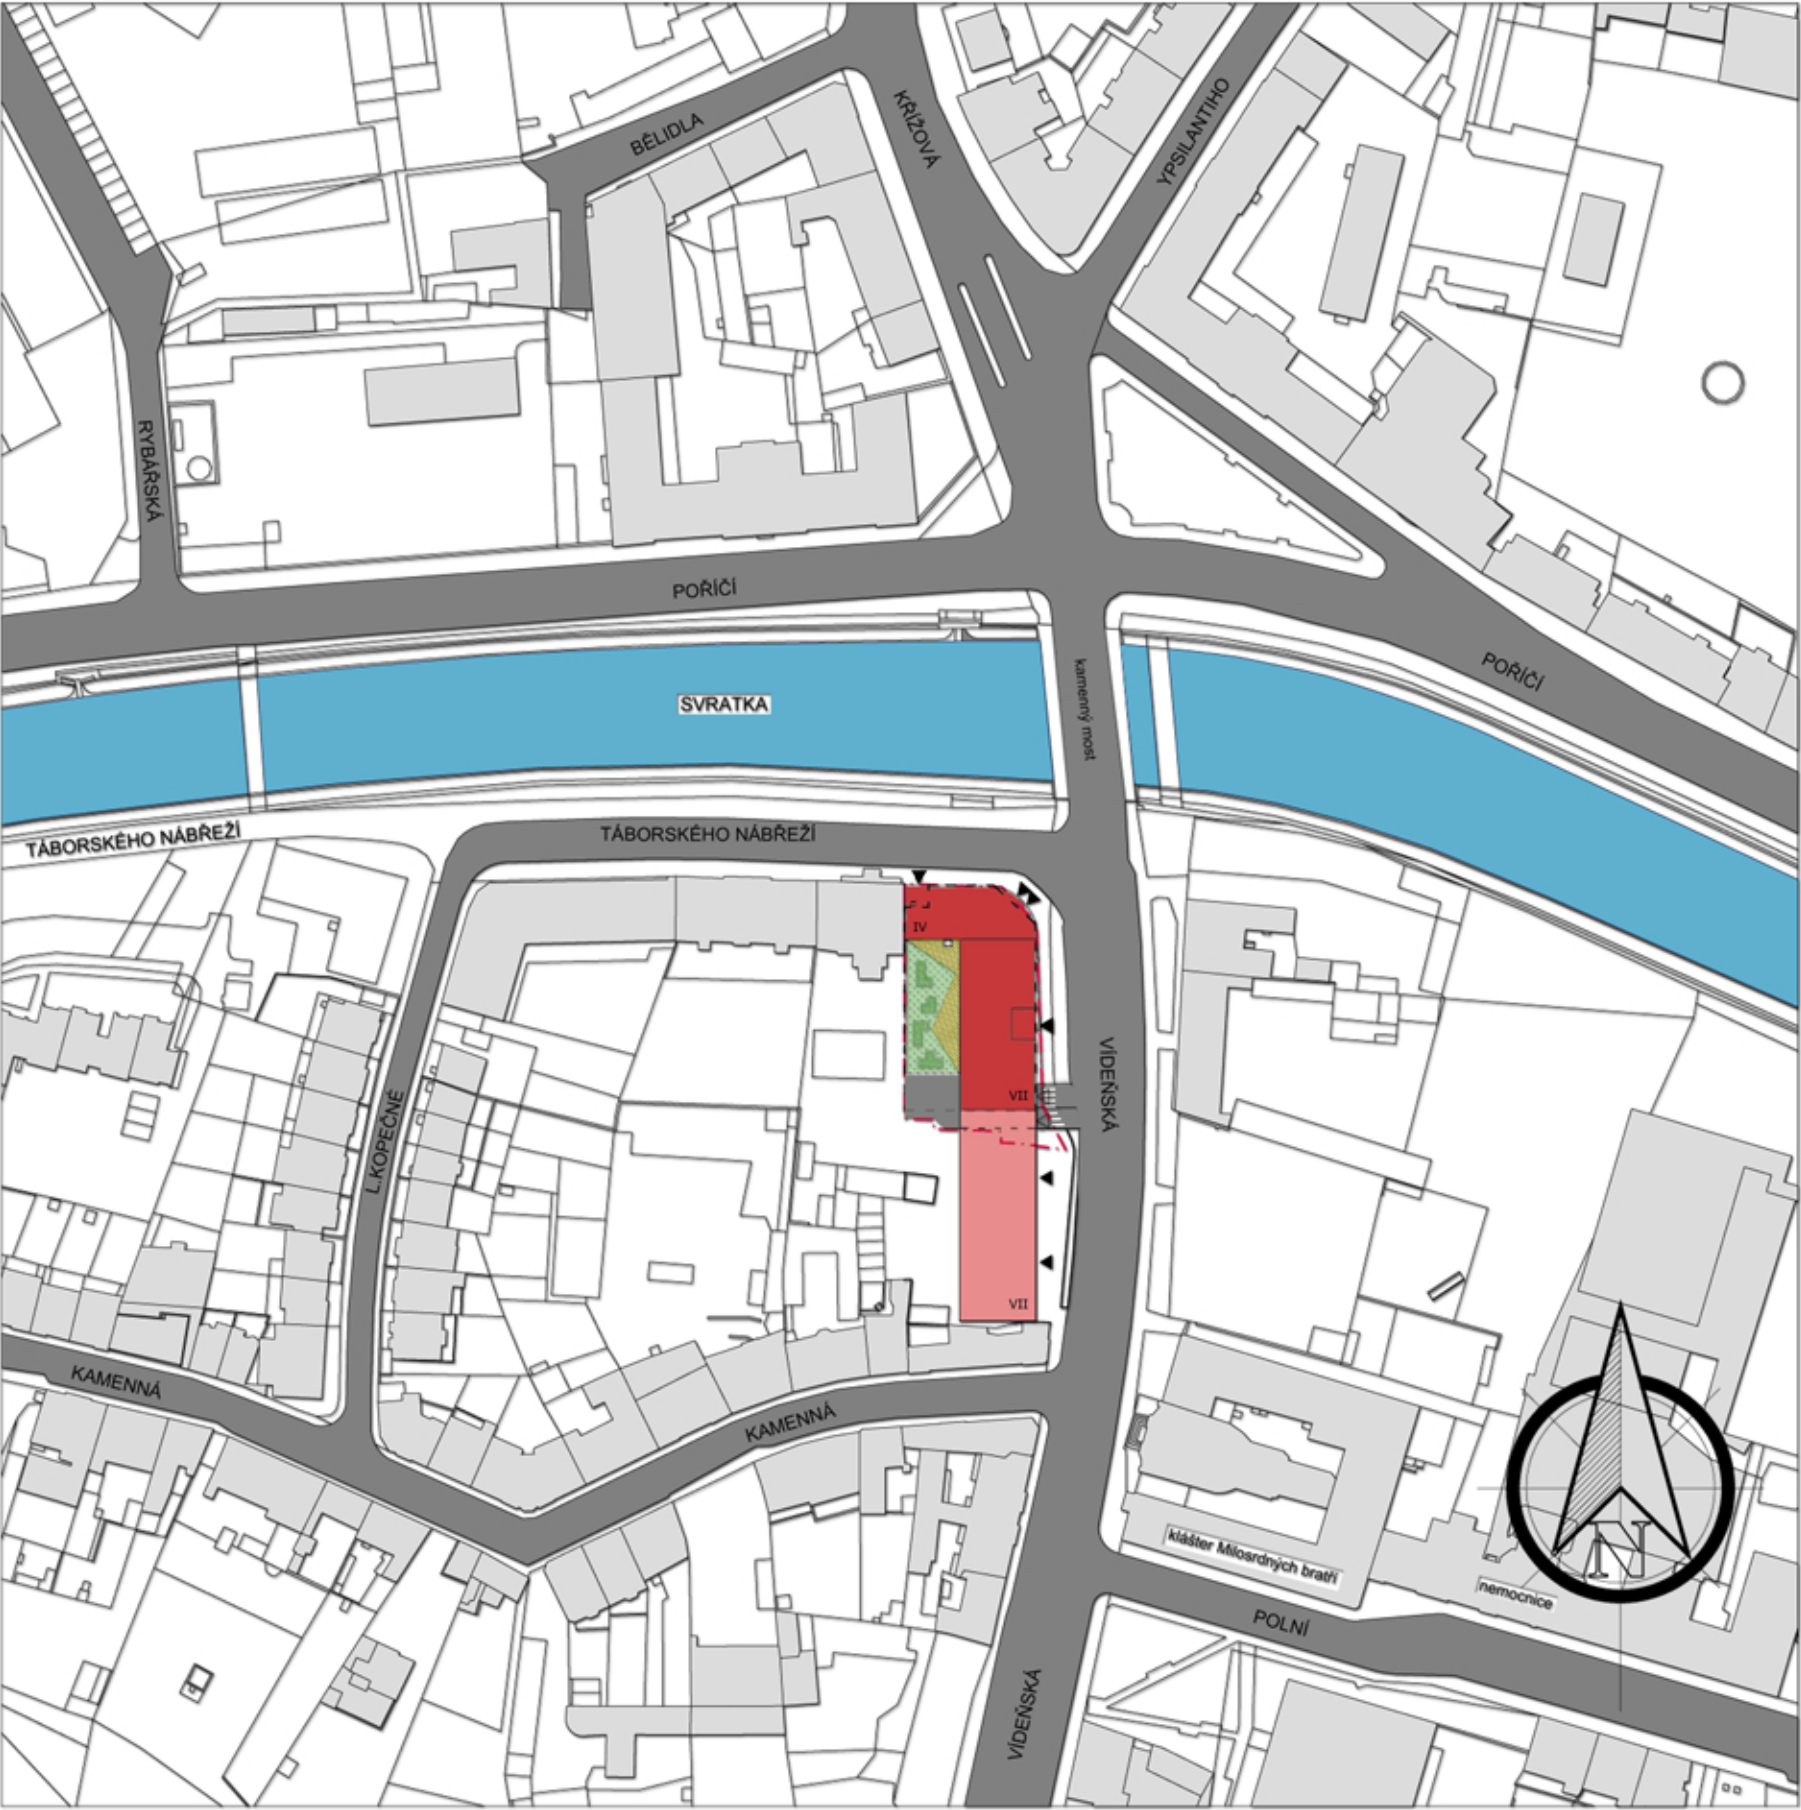 KŘÍŽOVÁ
YPSILANTIHO
BĚLIDLA
RYBÁŘSKÁ
POŘÍČÍ
POŘÍČÍ
kamenný most
SVRATKA
TÁBORSKÉHO NÁBŘEŽÍ
TÁBORSKÉHO NÁBŘEŽÍ
IV
VÍDEŇSKÁ
VII
L.KOPEČNÉ
VII
KAMENNÁ
KAMENNÁ
klášter Milosrdných bratří
N
nemocnice
POLNÍ
VÍDEŇSKÁ